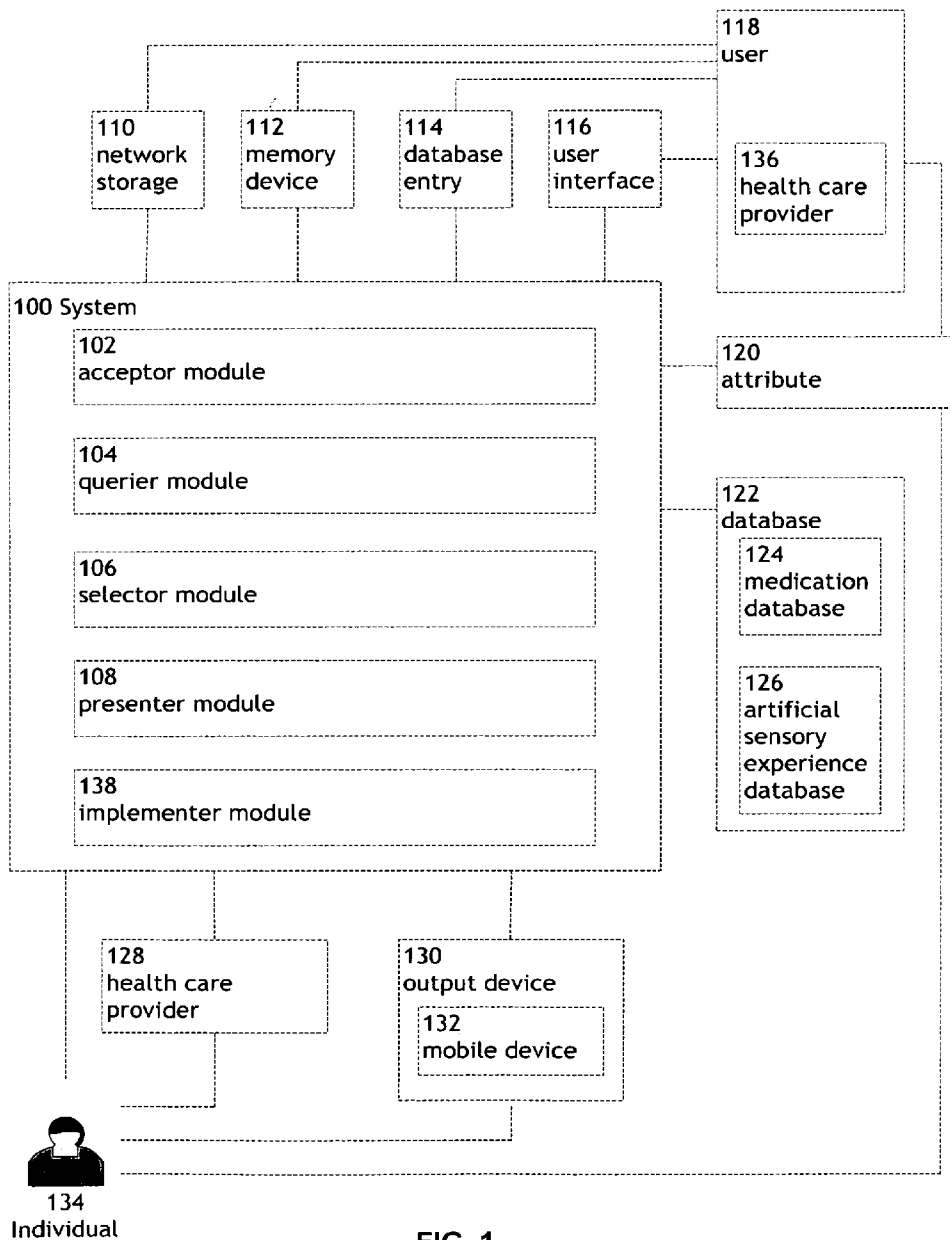 118
user
110
network
storage
112
memory
device
114
database
entry
116
user
interface
136
health care
provider
100 System
102
acceptor module
104
querier module
106
selector module
108
presenter module
138
implementer module
120
attribute
122
database
124
medication
database
126
artificial
sensory
experience
database
128
health care
provider
130
output device
132
mobile device
134
Individual
FIG. 1